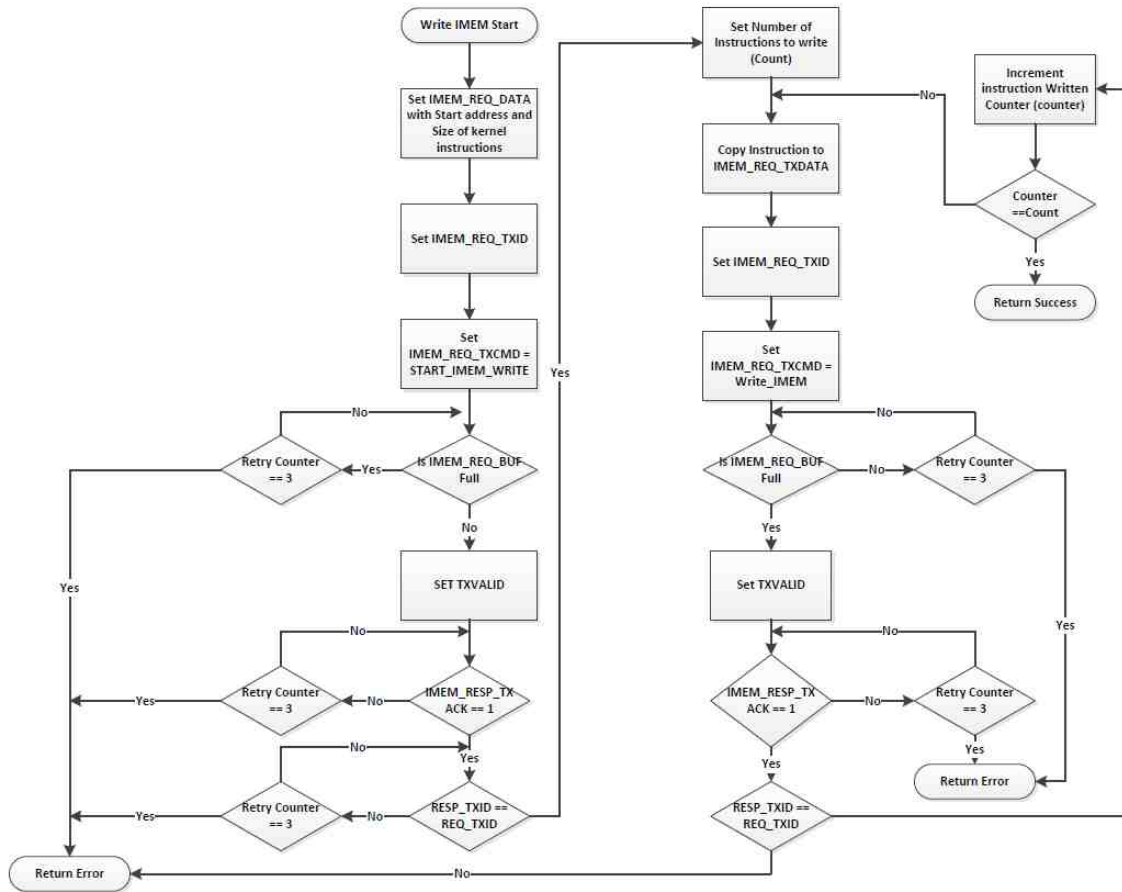 Write IMEM Start
Set IMEM_REQ_DATA
with Start address and
Size of kernel
instructions
Set IMEM_REQ_TXID
Set
IMEM_REQ_TXCMD =
START_IMEM_WRITE
No
Retry Counter
== 3
Yes
Is IMEM_REQ_BUF
Full
No
Yes
SET TXVALID
No
Yes
Retry Counter
== 3
No
IMEM_RESP_TX
ACK == 1
No
Yes
Yes
Retry Counter
== 3
No
RESP_TXID ==
REQ_TXID
Return Error
No
Yes
Set Number of
Instructions to write
(Count)
Copy Instruction to
IMEM_REQ_TXDATA
Set IMEM_REQ_TXID
Set
IMEM_REQ_TXCMD =
Write_IMEM
No
Is IMEM_REQ_BUF
Full
No
Retry Counter
== 3
Yes
Set TXVALID
Yes
No
IMEM_RESP_TX
ACK == 1
No
Retry Counter
== 3
Yes
Yes
Return Error
RESP_TXID ==
REQ_TXID
Increment
instruction Written
Counter (counter)
No
Counter
==Count
Yes
Return Success